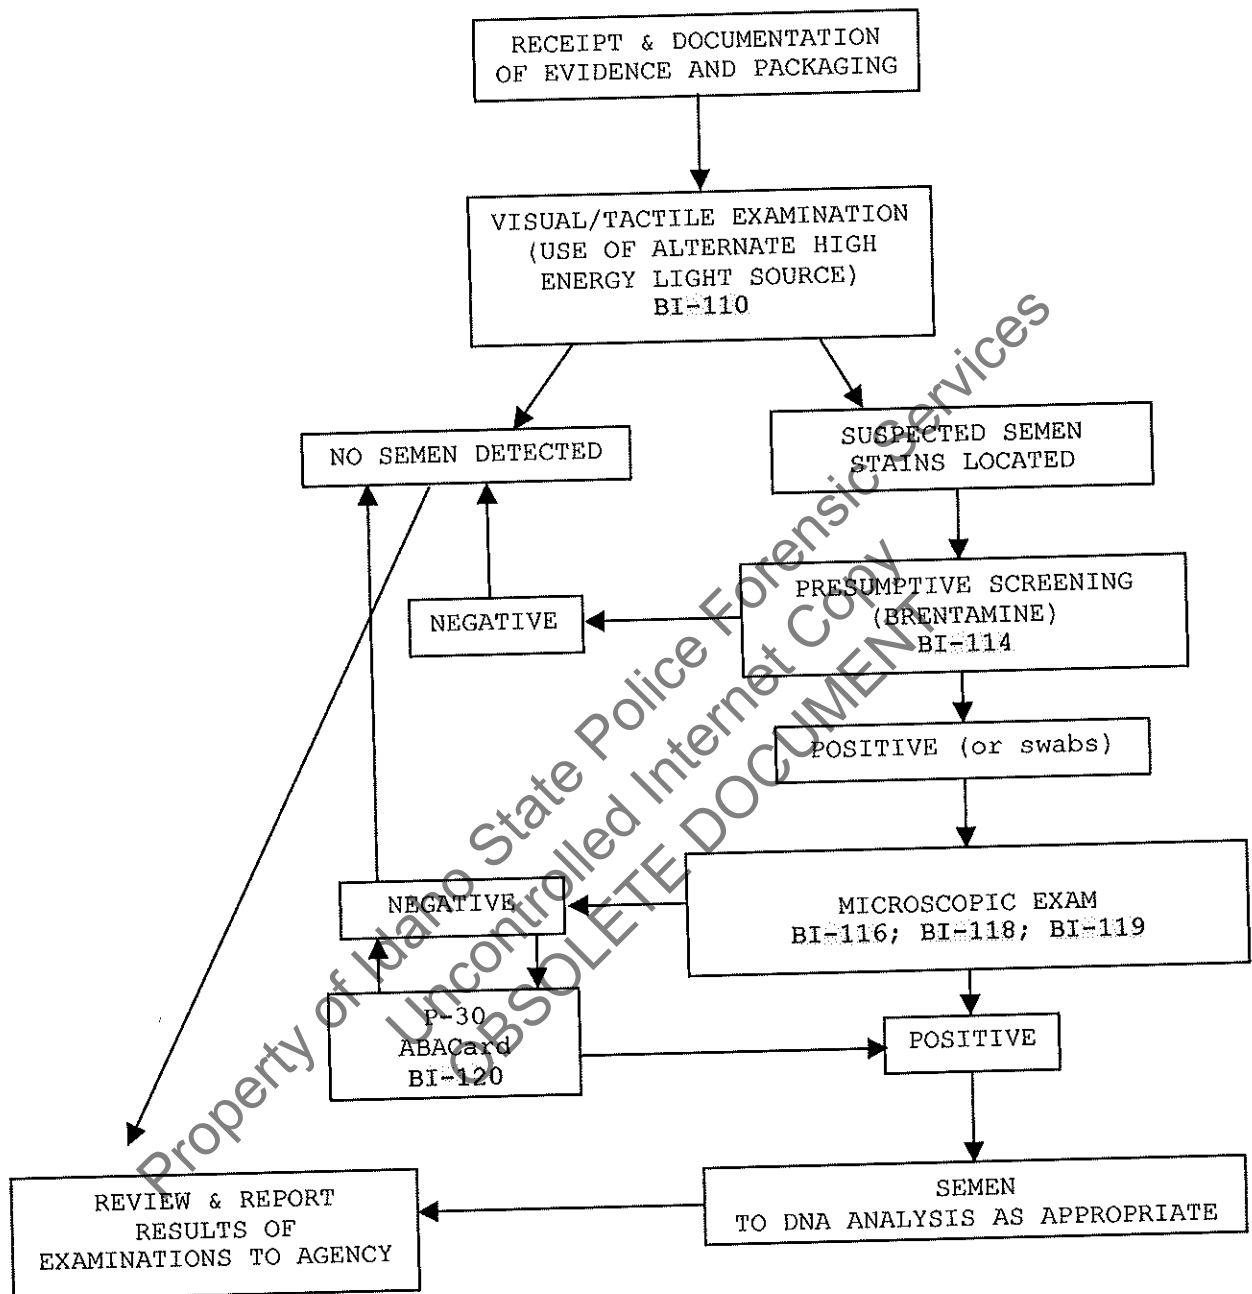 RECEIPT & DOCUMENTATION
OF EVIDENCE AND PACKAGING
VISUAL/TACTILE EXAMINATION
(USE OF ALTERNATE HIGH
ENERGY LIGHT SOURCE)
BI-110
NO SEMEN DETECTED
SUSPECTED SEMEN
STAINS LOCATED
NEGATIVE
PRESUMPTIVE SCREENING
(BRENTAMINE)
BI-114
POSITIVE (or swabs)
NEGATIVE
MICROSCOPIC EXAM
BI-116; BI-118; BI-119
P-30
ABACard
BI-120
POSITIVE
REVIEW & REPORT
RESULTS OF
EXAMINATIONS TO AGENCY
SEMEN
TO DNA ANALYSIS AS APPROPRIATE
Property of Idaho State Police Forensic Services
Uncontrolled Internet Copy
OBSOLETE DOCUMENT